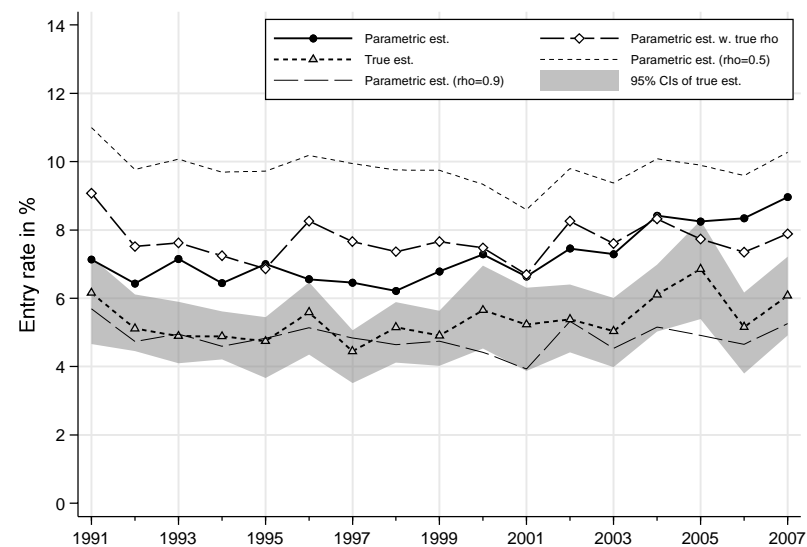 Parametric est.
Parametric est. w. true rho
True est.
Parametric est. (rho=0.5)
Parametric est. (rho=0.9)
95% CIs of true est.
Entry rate in %
14
12
10
8
6
4
2
0
1991
1993
1995
1997
1999
2001
2003
2005
2007